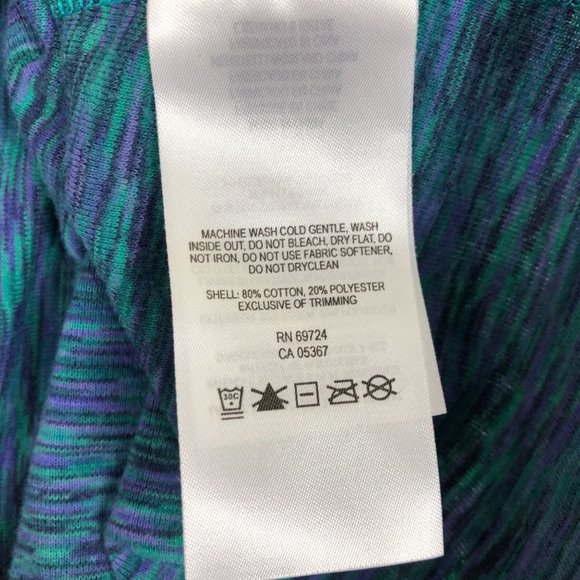 MACHINE WASH COLD GENTLE, WASH
INSIDE OUT, DO NOT BLEACH, DRY FLAT, DO
NOT IRON, DO NOT USE FABRIC SOFTENER,
DO NOT DRYCLEAN
SHELL: 80% COTTON, 20% POLYESTER
EXCLUSIVE OF TRIMMING
RN 69724
CA 05367
30C